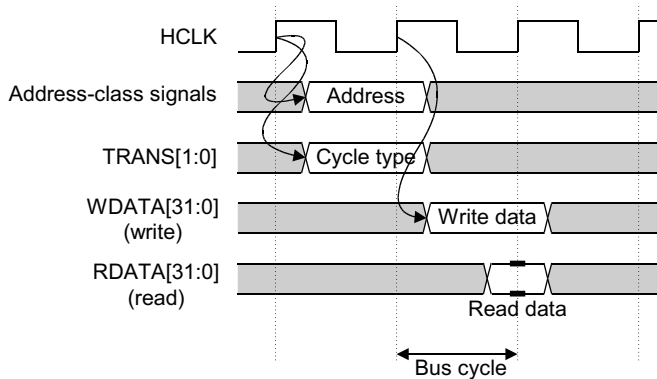 HCLK
Address-class signals
Address
TRANS[1:0]
Cycle type
WDATA[31:0]
(write)
Write data
RDATA[31:0]
(read)
Read data
Bus cycle